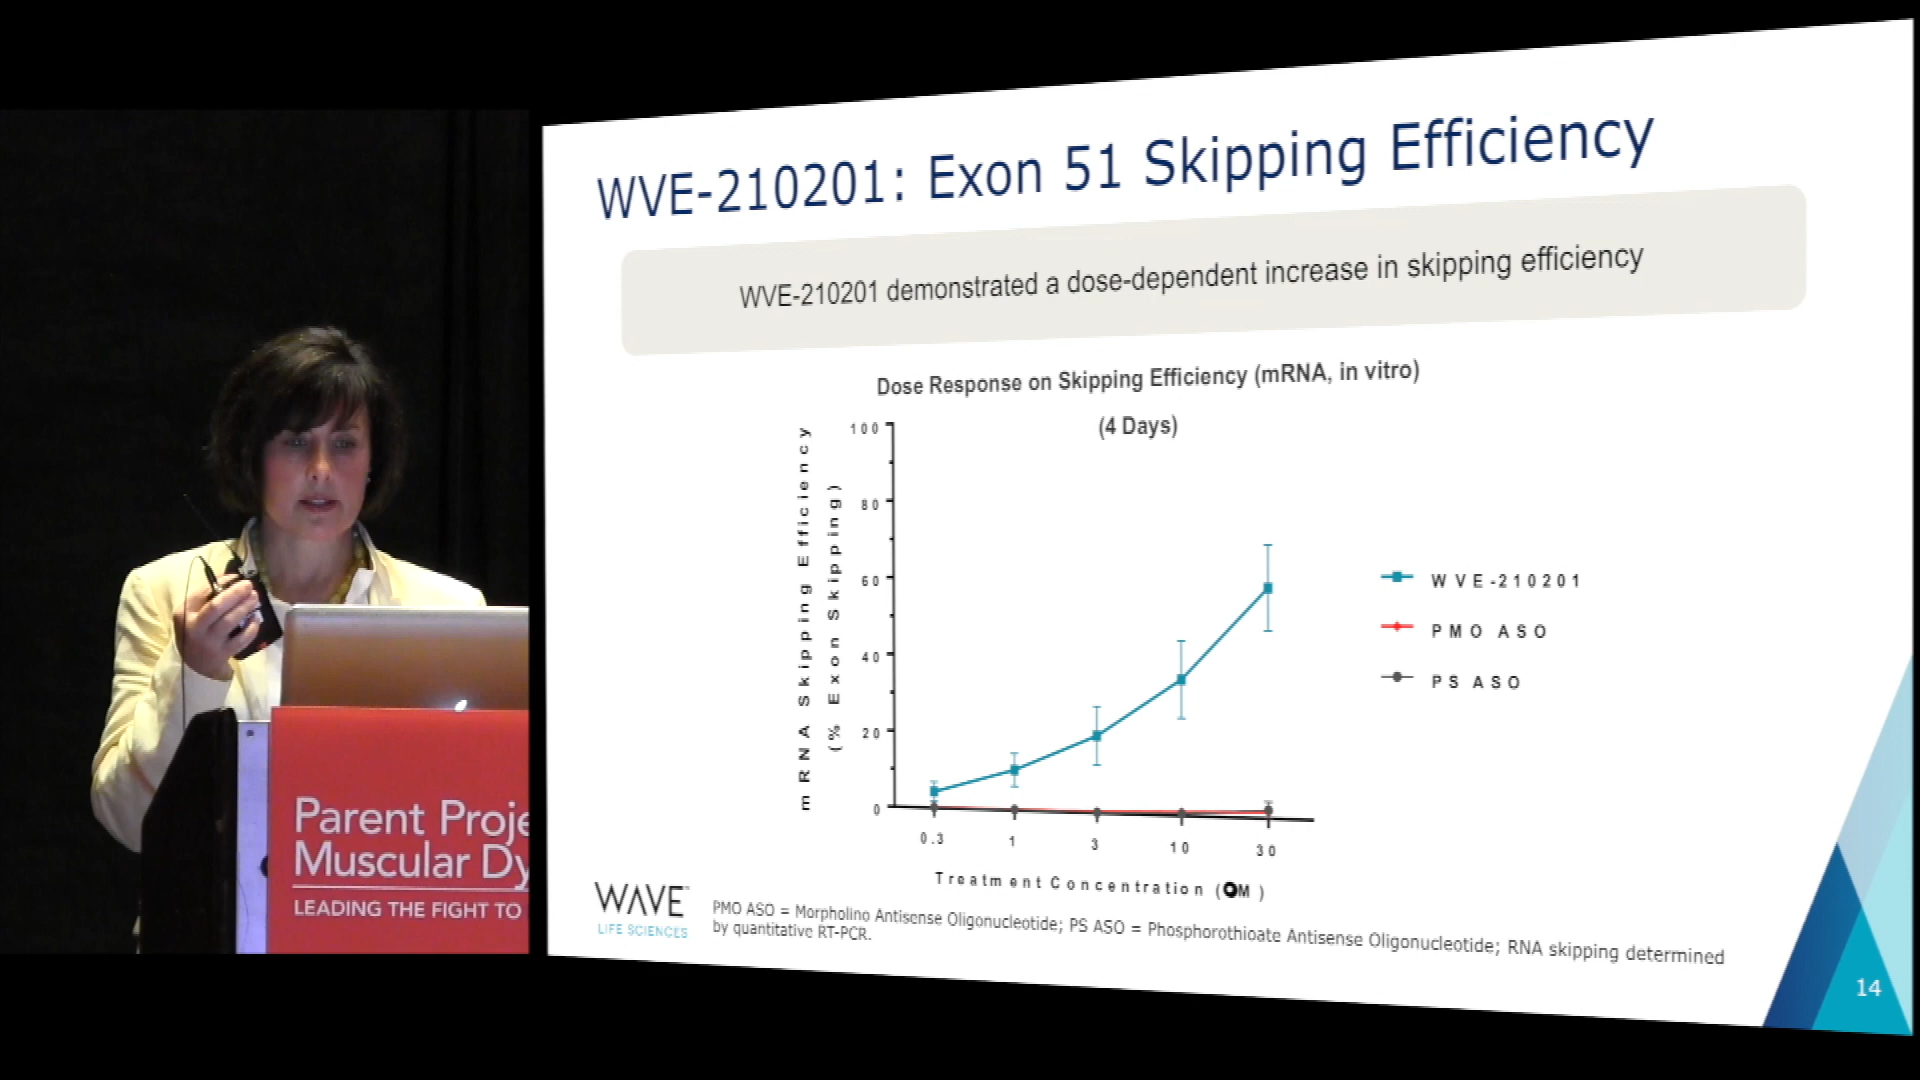 WVE-210201: Exon 51 Skipping Efficiency
WVE-210201 demonstrated a dose-dependent increase in skipping efficiency
Dose Response on Skipping Efficiency (mRNA, in vitro)
(4 Days)
mRNA Skipping Efficiency
(% Exon Skipping)
100
80
60
40
20
0
0.3 1 3 10 30
Treatment Concentration ( M)
WVE-210201
PMO ASO
PS ASO
WAVE
LIFE SCIENCES
PMO ASO = Morpholino Antisense Oligonucleotide; PS ASO = Phosphorothioate Antisense Oligonucleotide; RNA skipping determined
by quantitative RT-PCR.
14
Parent Proje
Muscular Dy
LEADING THE FIGHT TO